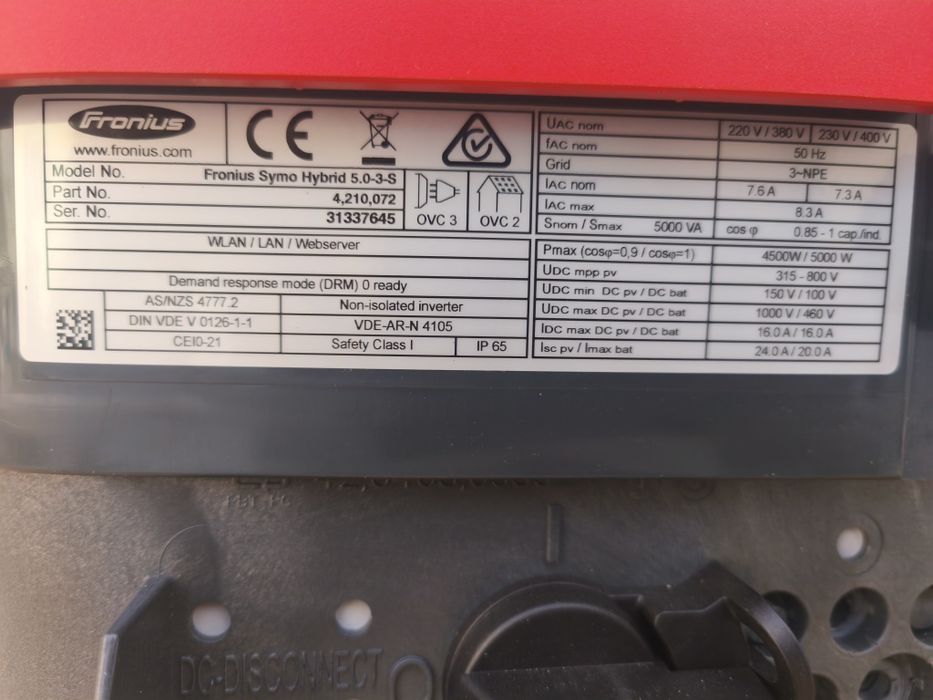 Fronius
www.fronius.com
CE
Model No. Fronius Symo Hybrid 5.0-3-S
Part No. 4,210,072
Ser. No. 31337645
OVC 3 OVC 2
WLAN / LAN / Webserver
Demand response mode (DRM) 0 ready
AS/NZS 4777.2 Non-isolated inverter
DIN VDE V 0126-1-1 VDE-AR-N 4105
CEI0-21 Safety Class I IP 65
UAC nom 220 V / 380 V 230 V / 400 V
fAC nom 50 Hz
Grid 3~NPE
IAC nom 7.6 A 7.3 A
IAC max 8.3 A
Snom / Smax 5000 VA cos φ 0.85 - 1 cap./ind.
Pmax (cosφ=0,9 / cosφ=1) 4500W / 5000 W
UDC mpp pv 315 - 800 V
UDC min DC pv / DC bat 150 V / 100 V
UDC max DC pv / DC bat 1000 V / 460 V
IDC max DC pv / DC bat 16.0 A / 16.0 A
Isc pv / Imax bat 24.0 A / 20.0 A
DC-DISCONNECT